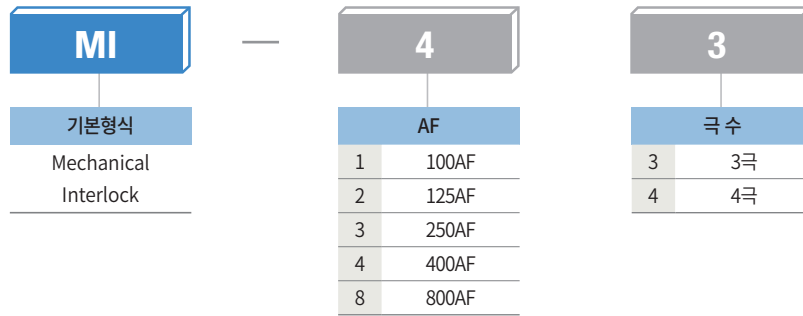 MI — 4 3
기본형식 AF 극 수
Mechanical
Interlock
1 100AF
2 125AF
3 250AF
4 400AF
8 800AF
3 3극
4 4극